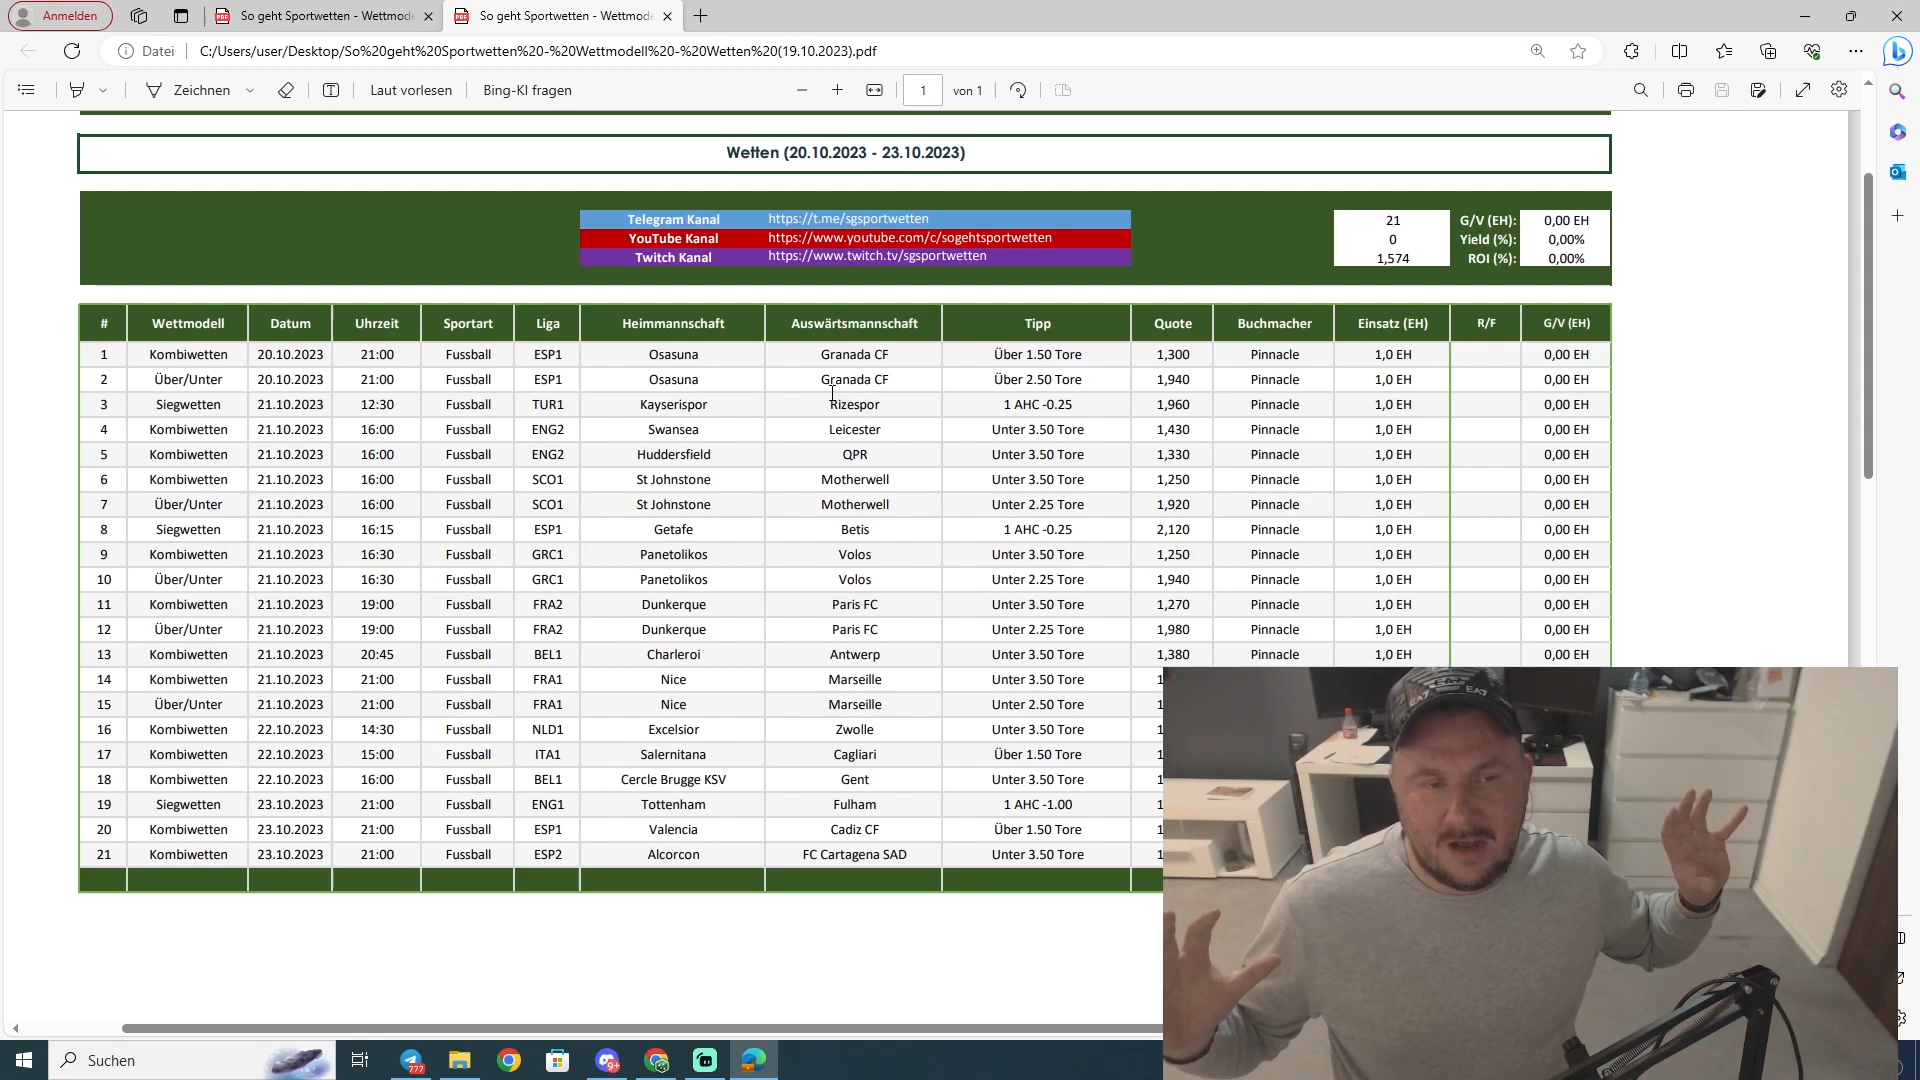 Anmelden
So geht Sportwetten - Wettmode
So geht Sportwetten - Wettmode
Datei
C:/Users/user/Desktop/So%20geht%20Sportwetten%20-%20Wettmodell%20-%20Wetten%20(19.10.2023).pdf
Zeichnen
Laut vorlesen
Bing-KI fragen
1 von 1
Wetten (20.10.2023 - 23.10.2023)
Telegram Kanal https://t.me/sgsportwetten
YouTube Kanal https://www.youtube.com/c/sogehtsportwetten
Twitch Kanal https://www.twitch.tv/sgsportwetten
21 G/V (EH): 0,00 EH
0 Yield (%): 0,00%
1,574 ROI (%): 0,00%
# Wettmodell Datum Uhrzeit Sportart Liga Heimmannschaft Auswärtsmannschaft Tipp Quote Buchmacher Einsatz (EH) R/F G/V (EH)
1 Kombiwetten 20.10.2023 21:00 Fussball ESP1 Osasuna Granada CF Über 1.50 Tore 1,300 Pinnacle 1,0 EH 0,00 EH
2 Über/Unter 20.10.2023 21:00 Fussball ESP1 Osasuna Granada CF Über 2.50 Tore 1,940 Pinnacle 1,0 EH 0,00 EH
3 Siegwetten 21.10.2023 12:30 Fussball TUR1 Kayserispor Rizespor 1 AHC -0.25 1,960 Pinnacle 1,0 EH 0,00 EH
4 Kombiwetten 21.10.2023 16:00 Fussball ENG2 Swansea Leicester Unter 3.50 Tore 1,430 Pinnacle 1,0 EH 0,00 EH
5 Kombiwetten 21.10.2023 16:00 Fussball ENG2 Huddersfield QPR Unter 3.50 Tore 1,330 Pinnacle 1,0 EH 0,00 EH
6 Kombiwetten 21.10.2023 16:00 Fussball SCO1 St Johnstone Motherwell Unter 3.50 Tore 1,250 Pinnacle 1,0 EH 0,00 EH
7 Über/Unter 21.10.2023 16:00 Fussball SCO1 St Johnstone Motherwell Unter 2.25 Tore 1,920 Pinnacle 1,0 EH 0,00 EH
8 Siegwetten 21.10.2023 16:15 Fussball ESP1 Getafe Betis 1 AHC -0.25 2,120 Pinnacle 1,0 EH 0,00 EH
9 Kombiwetten 21.10.2023 16:30 Fussball GRC1 Panetolikos Volos Unter 3.50 Tore 1,250 Pinnacle 1,0 EH 0,00 EH
10 Über/Unter 21.10.2023 16:30 Fussball GRC1 Panetolikos Volos Unter 2.25 Tore 1,940 Pinnacle 1,0 EH 0,00 EH
11 Kombiwetten 21.10.2023 19:00 Fussball FRA2 Dunkerque Paris FC Unter 3.50 Tore 1,270 Pinnacle 1,0 EH 0,00 EH
12 Über/Unter 21.10.2023 19:00 Fussball FRA2 Dunkerque Paris FC Unter 2.25 Tore 1,980 Pinnacle 1,0 EH 0,00 EH
13 Kombiwetten 21.10.2023 20:45 Fussball BEL1 Charleroi Antwerp Unter 3.50 Tore 1,380 Pinnacle 1,0 EH 0,00 EH
14 Kombiwetten 21.10.2023 21:00 Fussball FRA1 Nice Marseille Unter 3.50 Tore 1
15 Über/Unter 21.10.2023 21:00 Fussball FRA1 Nice Marseille Unter 2.50 Tore 1
16 Kombiwetten 22.10.2023 14:30 Fussball NLD1 Excelsior Zwolle Unter 3.50 Tore 1
17 Kombiwetten 22.10.2023 15:00 Fussball ITA1 Salernitana Cagliari Über 1.50 Tore 1
18 Kombiwetten 22.10.2023 16:00 Fussball BEL1 Cercle Brugge KSV Gent Unter 3.50 Tore 1
19 Siegwetten 23.10.2023 21:00 Fussball ENG1 Tottenham Fulham 1 AHC -1.00 1
20 Kombiwetten 23.10.2023 21:00 Fussball ESP1 Valencia Cadiz CF Über 1.50 Tore 1
21 Kombiwetten 23.10.2023 21:00 Fussball ESP2 Alcorcon FC Cartagena SAD Unter 3.50 Tore 1
EA7
Suchen
777
9+